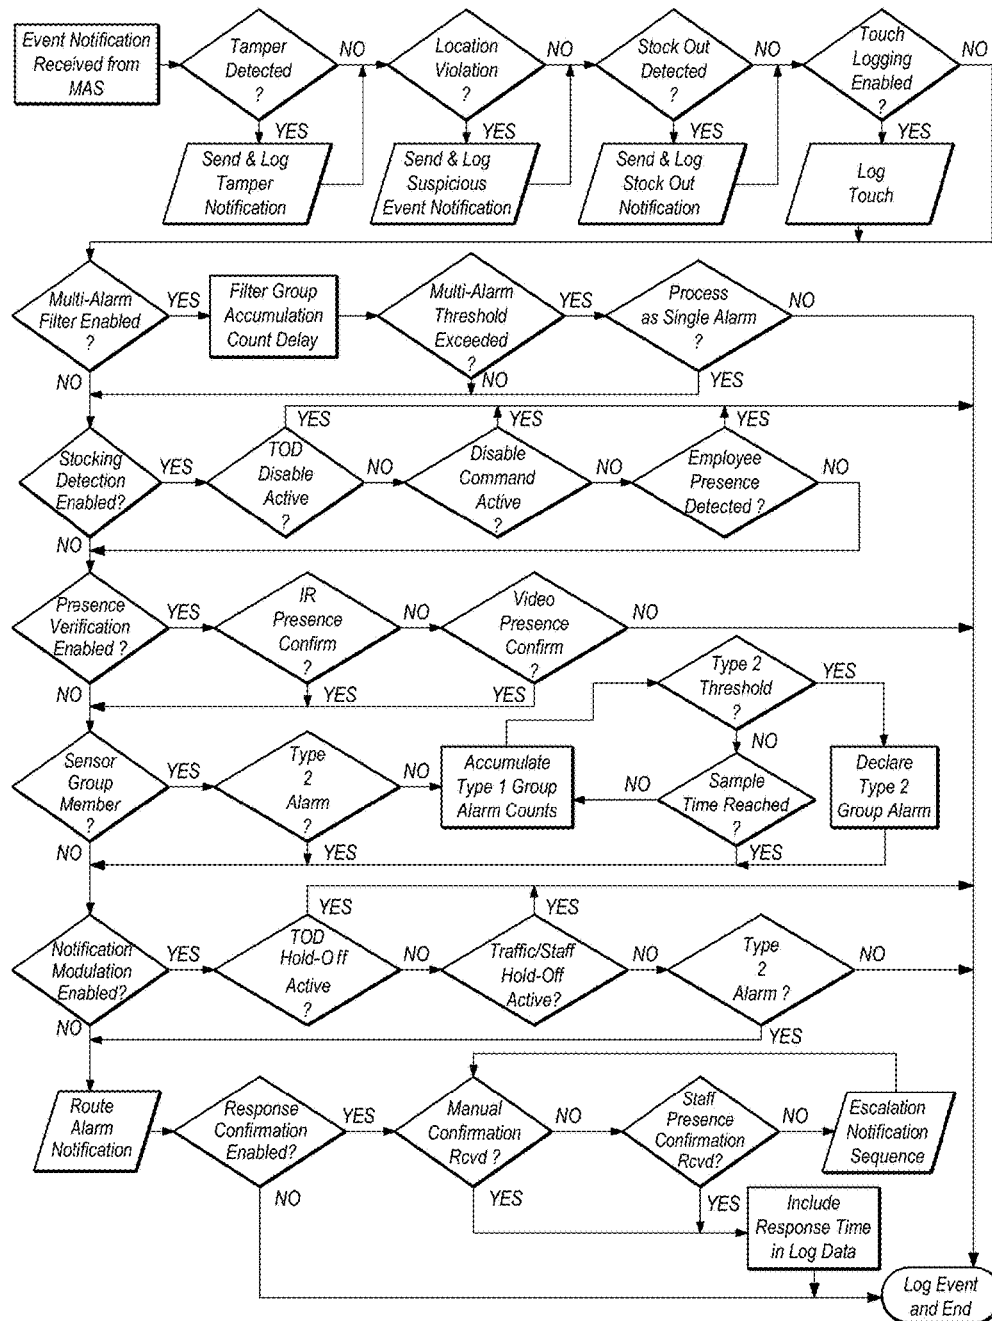 Event Notification
Received from
MAS
Tamper
Detected
?
NO
YES
Location
Violation
?
NO
YES
Stock Out
Detected
?
NO
YES
Touch
Logging
Enabled
?
NO
YES
Send & Log
Tamper
Notification
Send & Log
Suspicious
Event Notification
Send & Log
Stock Out
Notification
Log
Touch
Multi-Alarm
Filter Enabled
?
YES
NO
Filter Group
Accumulation
Count Delay
Multi-Alarm
Threshold
Exceeded
?
YES
NO
Process
as Single Alarm
?
NO
YES
Stocking
Detection
Enabled?
YES
NO
TOD
Disable
Active
?
YES
NO
Disable
Command
Active
?
YES
NO
Employee
Presence
Detected ?
YES
NO
Presence
Verification
Enabled ?
YES
NO
IR
Presence
Confirm
?
NO
YES
Video
Presence
Confirm
?
NO
YES
Sensor
Group
Member
?
YES
NO
Type
2
Alarm
?
NO
YES
Accumulate
Type 1 Group
Alarm Counts
Type 2
Threshold
?
YES
NO
Sample
Time Reached
?
NO
YES
Declare
Type 2
Group Alarm
Notification
Modulation
Enabled?
YES
NO
TOD
Hold-Off
Active
?
YES
NO
Traffic/Staff
Hold-Off
Active?
YES
NO
Type
2
Alarm ?
NO
YES
Route
Alarm
Notification
Response
Confirmation
Enabled?
YES
NO
Manual
Confirmation
Rcvd ?
NO
YES
Staff
Presence
Confirmation
Rcvd?
NO
YES
Escalation
Notification
Sequence
Include
Response Time
in Log Data
Log Event
and End